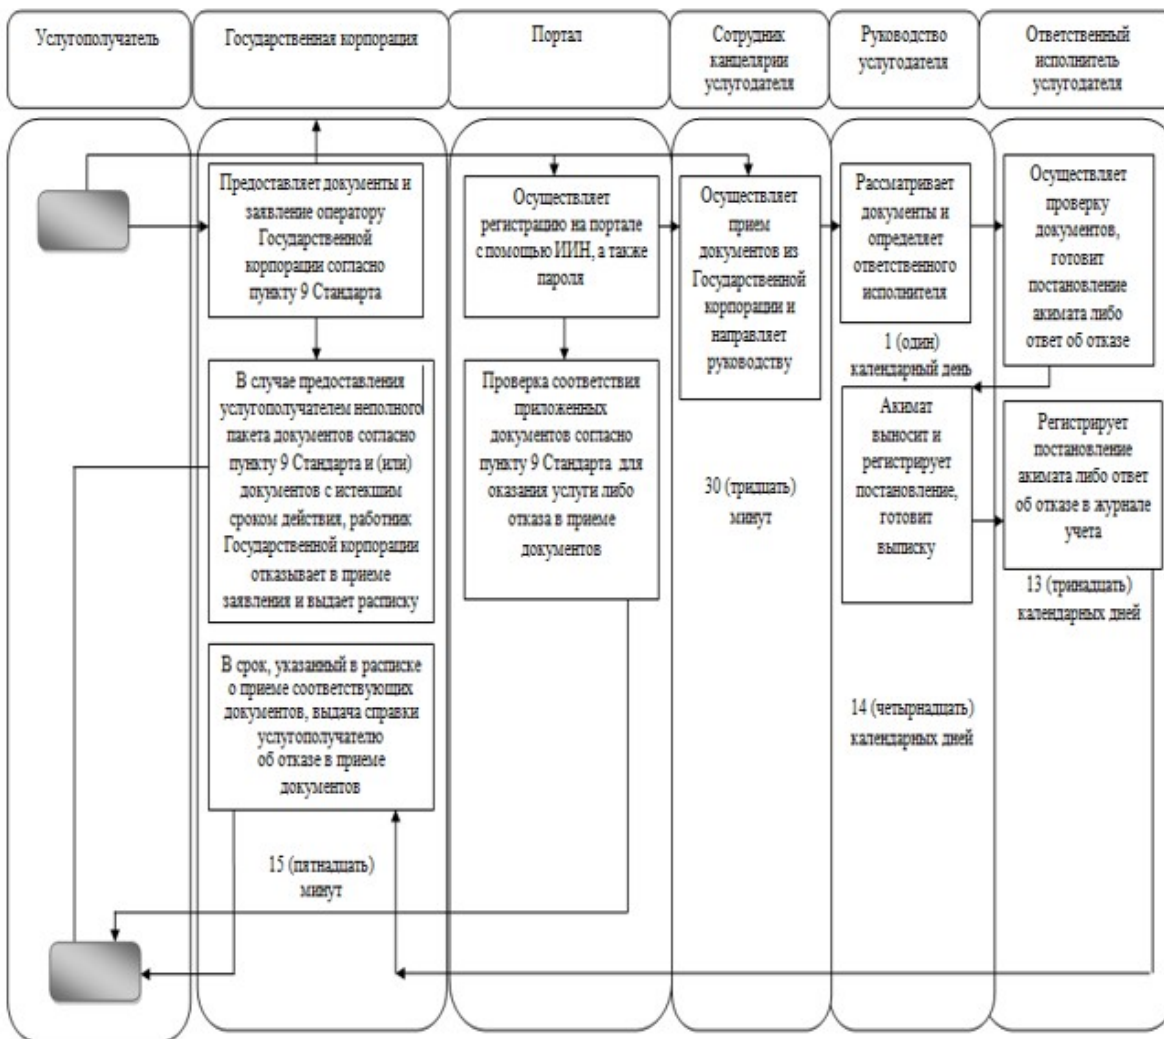 Услугополучатель
Государственная корпорация
Портал
Сотрудник
канцелярии
услугодателя
Руководство
услугодателя
Ответственный
исполнитель
услугодателя
Предоставляет документы и
заявление оператору
Государственной
корпорации согласно
пункту 9 Стандарта
В случае предоставления
услугополучателем неполного
пакета документов согласно
пункту 9 Стандарта и (или)
документов с истекшим
сроком действия, работник
Государственной корпорации
отказывает в приеме
заявления и выдает расписку
В срок, указанный в расписке
о приеме соответствующих
документов, выдача справки
услугополучателю
об отказе в приеме
документов
15 (пятнадцать)
минут
Осуществляет
регистрацию на портале
с помощью ИИН, а также
пароля
Проверка соответствия
приложенных
документов согласно
пункту 9 Стандарта для
оказания услуги либо
отказа в приеме
документов
Осуществляет
прием
документов из
Государственной
корпорации и
направляет
руководству
30 (тридцать)
минут
Рассматривает
документы и
определяет
ответственного
исполнителя
1 (один)
календарный день
Акимат
выносит и
регистрирует
постановление,
готовит
выписку
14 (четырнадцать)
календарных дней
Осуществляет
проверку
документов,
готовит
постановление
акимата либо
ответ об отказе
Регистрирует
постановление
акимата либо ответ
об отказе в журнале
учета
13 (тринадцать)
календарных дней